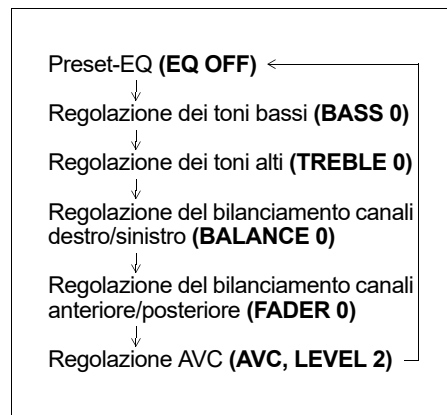 Preset-EQ (EQ OFF)
Regolazione dei toni bassi (BASS 0)
Regolazione dei toni alti (TREBLE 0)
Regolazione del bilanciamento canali
destro/sinistro (BALANCE 0)
Regolazione del bilanciamento canali
anteriore/posteriore (FADER 0)
Regolazione AVC (AVC, LEVEL 2)